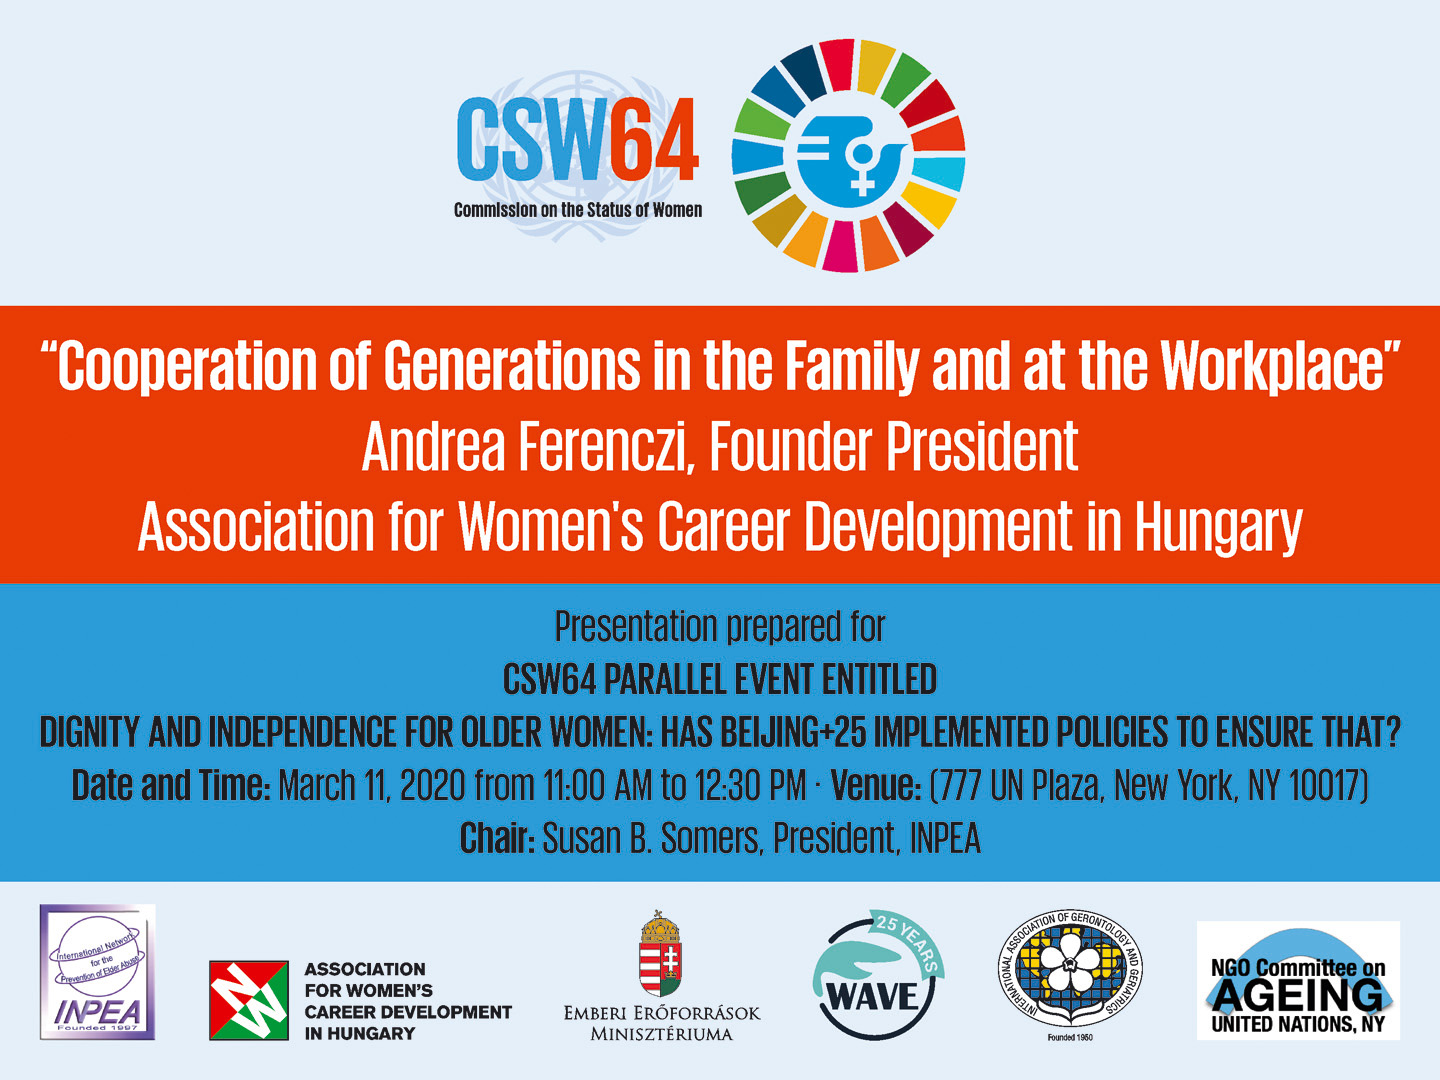 CSW64
Commission on the Status of Women
“Cooperation of Generations in the Family and at the Workplace”
Andrea Ferenczi, Founder President
Association for Women's Career Development in Hungary
Presentation prepared for
CSW64 PARALLEL EVENT ENTITLED
DIGNITY AND INDEPENDENCE FOR OLDER WOMEN: HAS BEIJING+25 IMPLEMENTED POLICIES TO ENSURE THAT?
Date and Time: March 11, 2020 from 11:00 AM to 12:30 PM · Venue: (777 UN Plaza, New York, NY 10017)
Chair: Susan B. Somers, President, INPEA
International Network
for the
Prevention of Elder Abuse
INPEA
Founded 1997
NW
ASSOCIATION
FOR WOMEN'S
CAREER DEVELOPMENT
IN HUNGARY
EMBERI ERŐFORRÁSOK
MINISZTÉRIUMA
25 YEARS
WAVE
INTERNATIONAL ASSOCIATION OF GERONTOLOGY AND GERIATRICS
Founded 1950
NGO Committee on
AGEING
UNITED NATIONS, NY